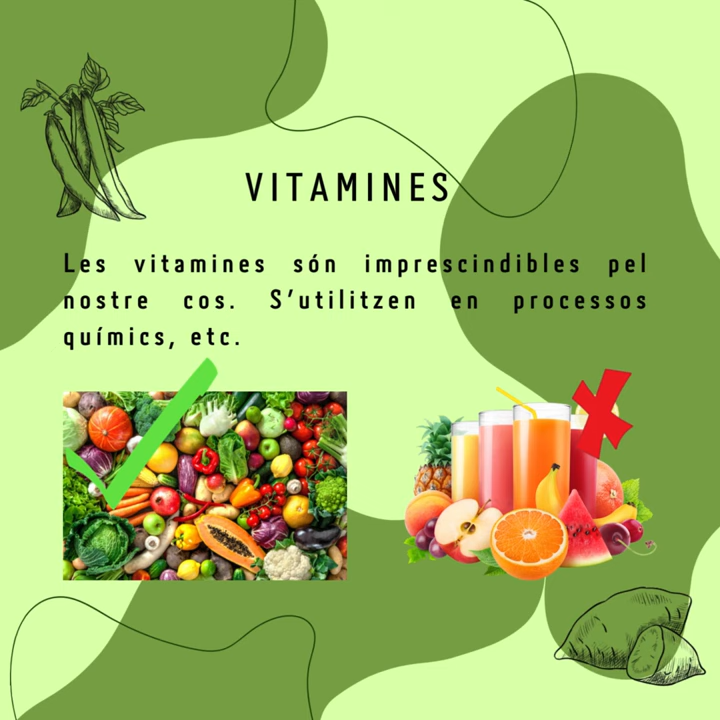 VITAMINES
Les vitamines són imprescindibles pel
nostre cos. S'utilitzen en processos
químics, etc.